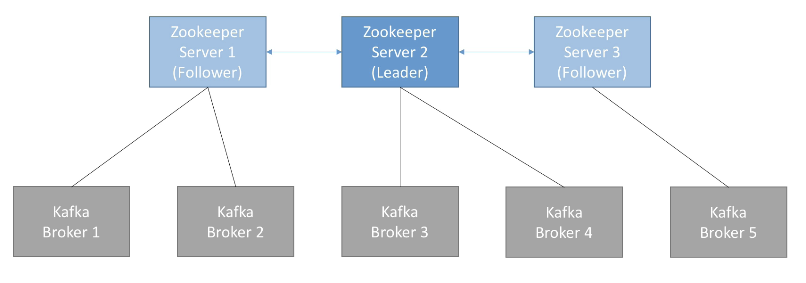 Zookeeper
Server 1
(Follower)
Zookeeper
Server 2
(Leader)
Zookeeper
Server 3
(Follower)
Kafka
Broker 1
Kafka
Broker 2
Kafka
Broker 3
Kafka
Broker 4
Kafka
Broker 5